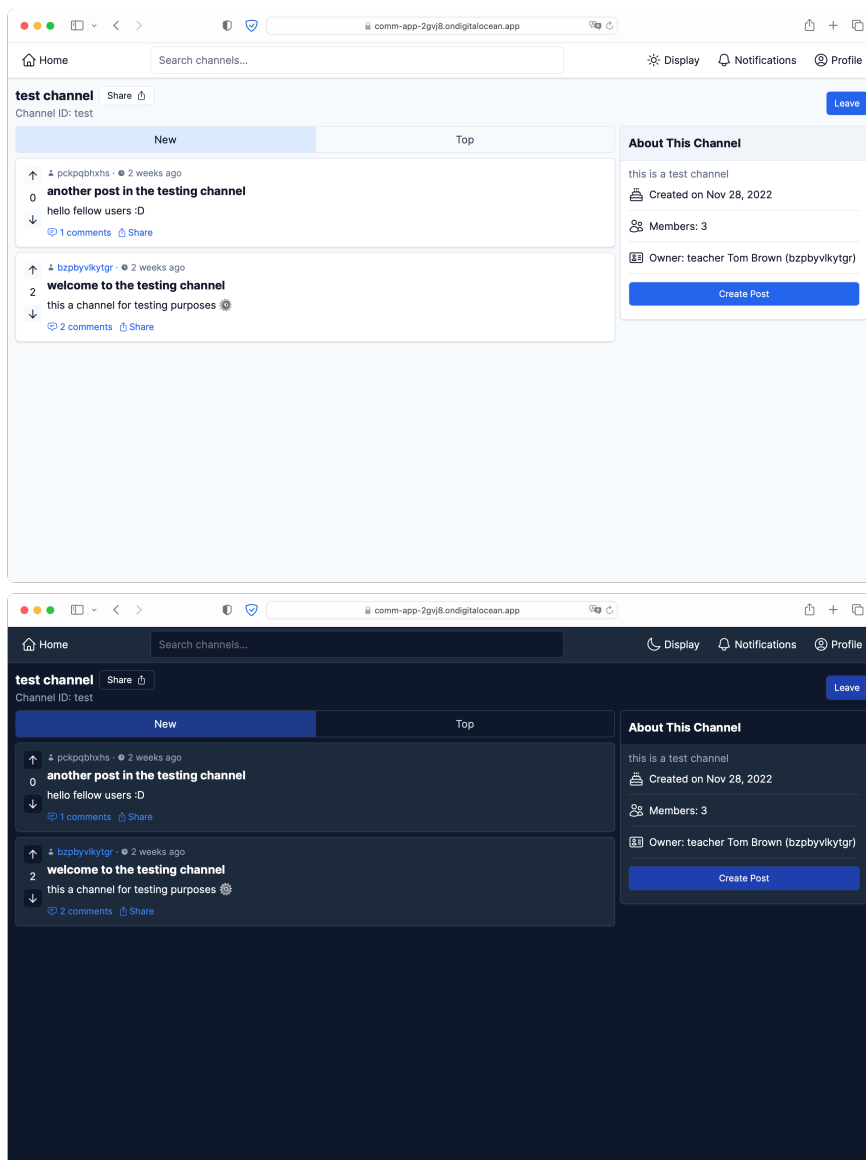 comm-app-2gvj8.ondigitalocean.app
Home
Search channels...
Display
Notifications
Profile
test channel
Share
Channel ID: test
Leave
New
Top
pckpqbhxhs · 2 weeks ago
0
another post in the testing channel
hello fellow users :D
1 comments
Share
bzpbyvlkytgr · 2 weeks ago
2
welcome to the testing channel
this a channel for testing purposes ⚙️
2 comments
Share
About This Channel
this is a test channel
Created on Nov 28, 2022
Members: 3
Owner: teacher Tom Brown (bzpbyvlkytgr)
Create Post
comm-app-2gvj8.ondigitalocean.app
Home
Search channels...
Display
Notifications
Profile
test channel
Share
Channel ID: test
Leave
New
Top
pckpqbhxhs · 2 weeks ago
0
another post in the testing channel
hello fellow users :D
1 comments
Share
bzpbyvlkytgr · 2 weeks ago
2
welcome to the testing channel
this a channel for testing purposes ⚙️
2 comments
Share
About This Channel
this is a test channel
Created on Nov 28, 2022
Members: 3
Owner: teacher Tom Brown (bzpbyvlkytgr)
Create Post